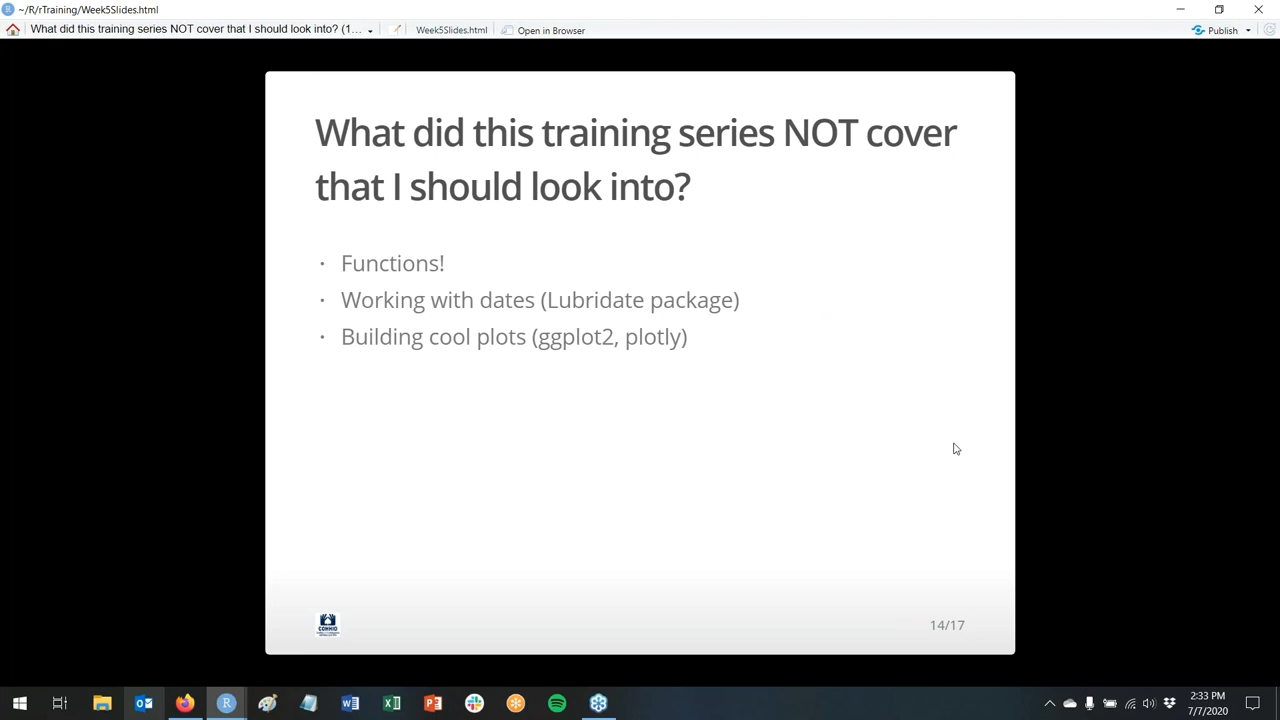 ~/R/rTraining/Week5Slides.html
What did this training series NOT cover that I should look into? (1...
Week5Slides.html
Open in Browser
Publish
What did this training series NOT cover
that I should look into?
· Functions!
· Working with dates (Lubridate package)
· Building cool plots (ggplot2, plotly)
COHHIO
14/17
2:33 PM
7/7/2020